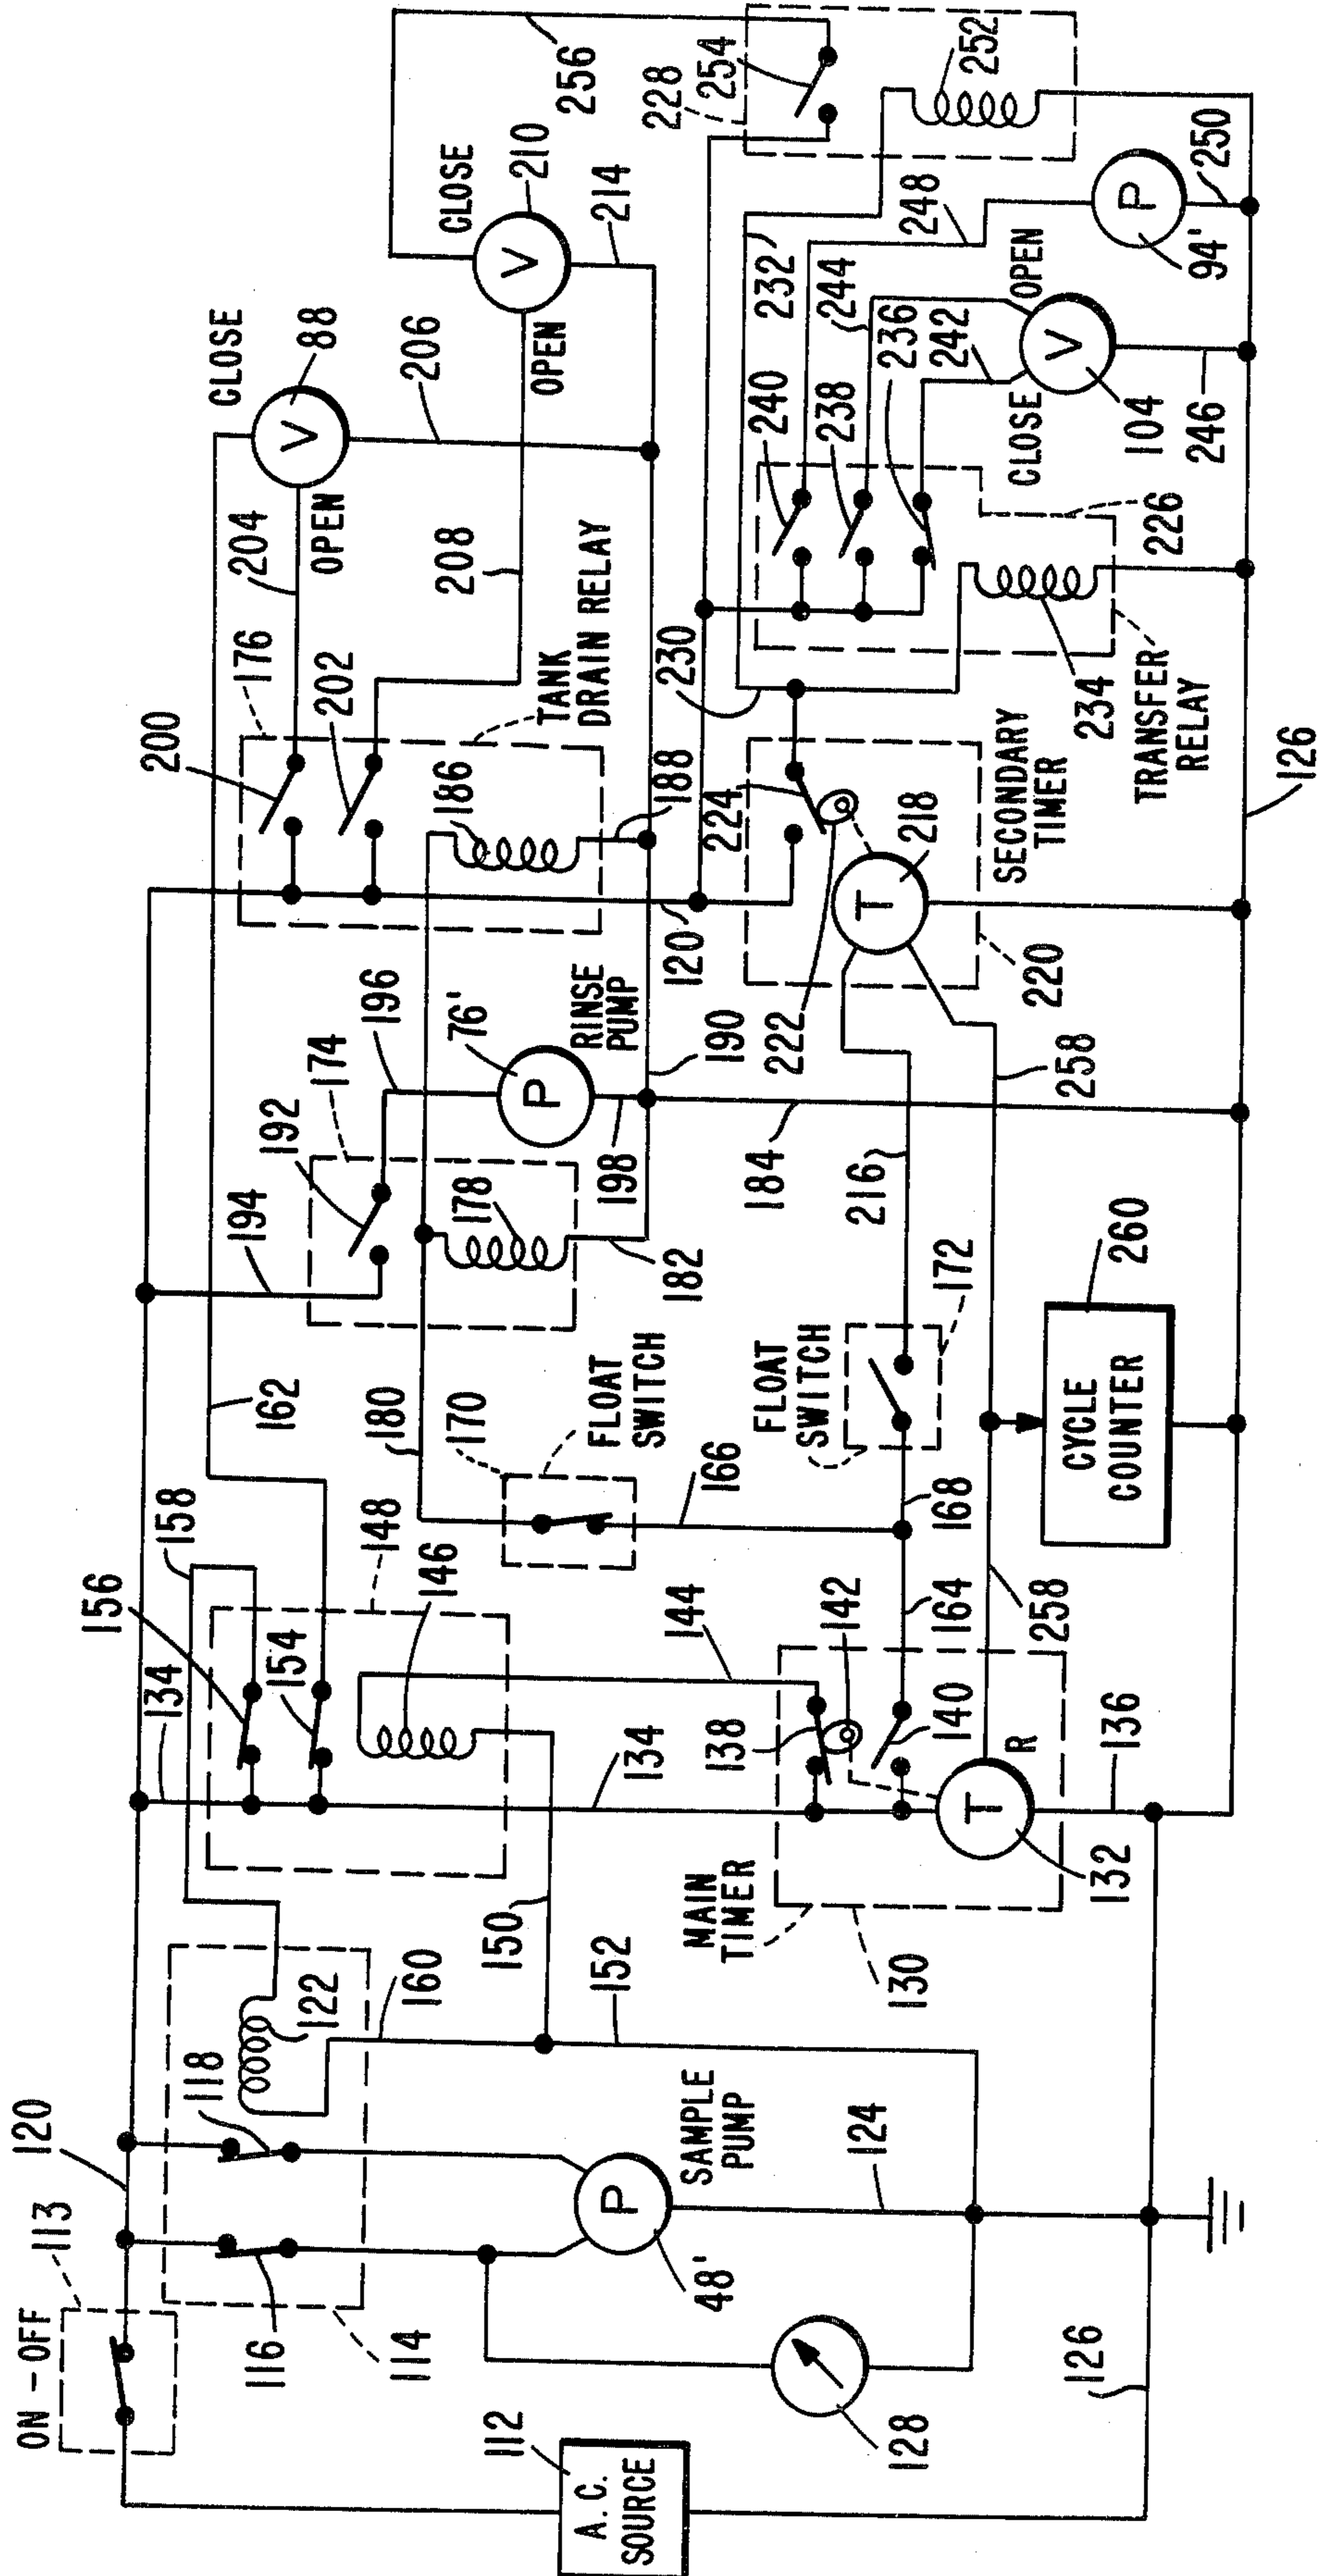 ON - OFF
113
120
116
118
122
114
A. C.
SOURCE
112
128
48'
SAMPLE
PUMP
124
126
160
150
152
156
158
134
154
148
146
162
134
144
MAIN
TIMER
130
138
142
140
164
132
136
R
258
180
170
FLOAT
SWITCH
166
168
FLOAT
SWITCH
172
CYCLE
COUNTER
260
194
192
174
196
178
182
76'
RINSE
PUMP
198
184
190
216
258
200
176
202
204
OPEN
CLOSE
88
206
208
186
188
TANK
DRAIN RELAY
120
CLOSE
210
OPEN
214
256
222
224
218
SECONDARY
TIMER
220
230
232
240
238
236
234
226
TRANSFER
RELAY
244
242
248
CLOSE
OPEN
104
246
94'
250
228
254
252
126
T
T
P
P
P
V
V
V